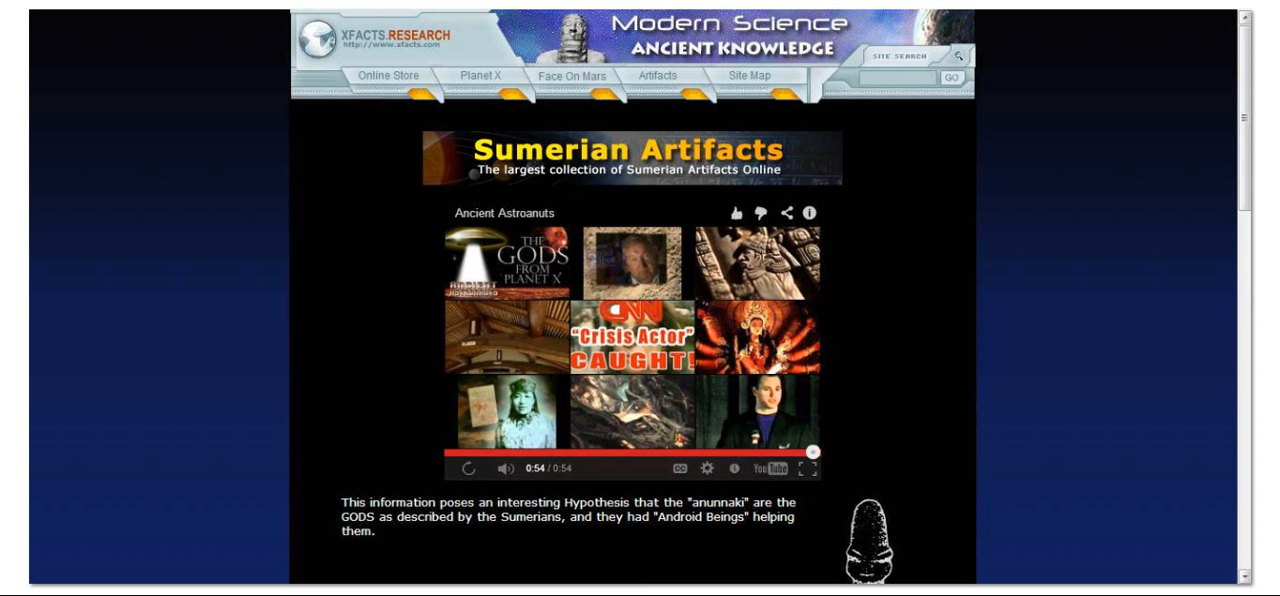 Modern Science
XFACTS.RESEARCH
http://www.xfacts.com
ANCIENT KNOWLEDGE
SITE SEARCH
Online Store
Planet X
Face On Mars
Artifacts
Site Map
GO
Sumerian Artifacts
The largest collection of Sumerian Artifacts Online
Ancient Astroanuts
THE
GODS
FROM
PLANET X
ANCIENT
CNN
"Crisis Actor"
CAUGHT!
0:54 / 0:54
CC
YouTube
This information poses an interesting Hypothesis that the "anunnaki" are the
GODS as described by the Sumerians, and they had "Android Beings" helping
them.